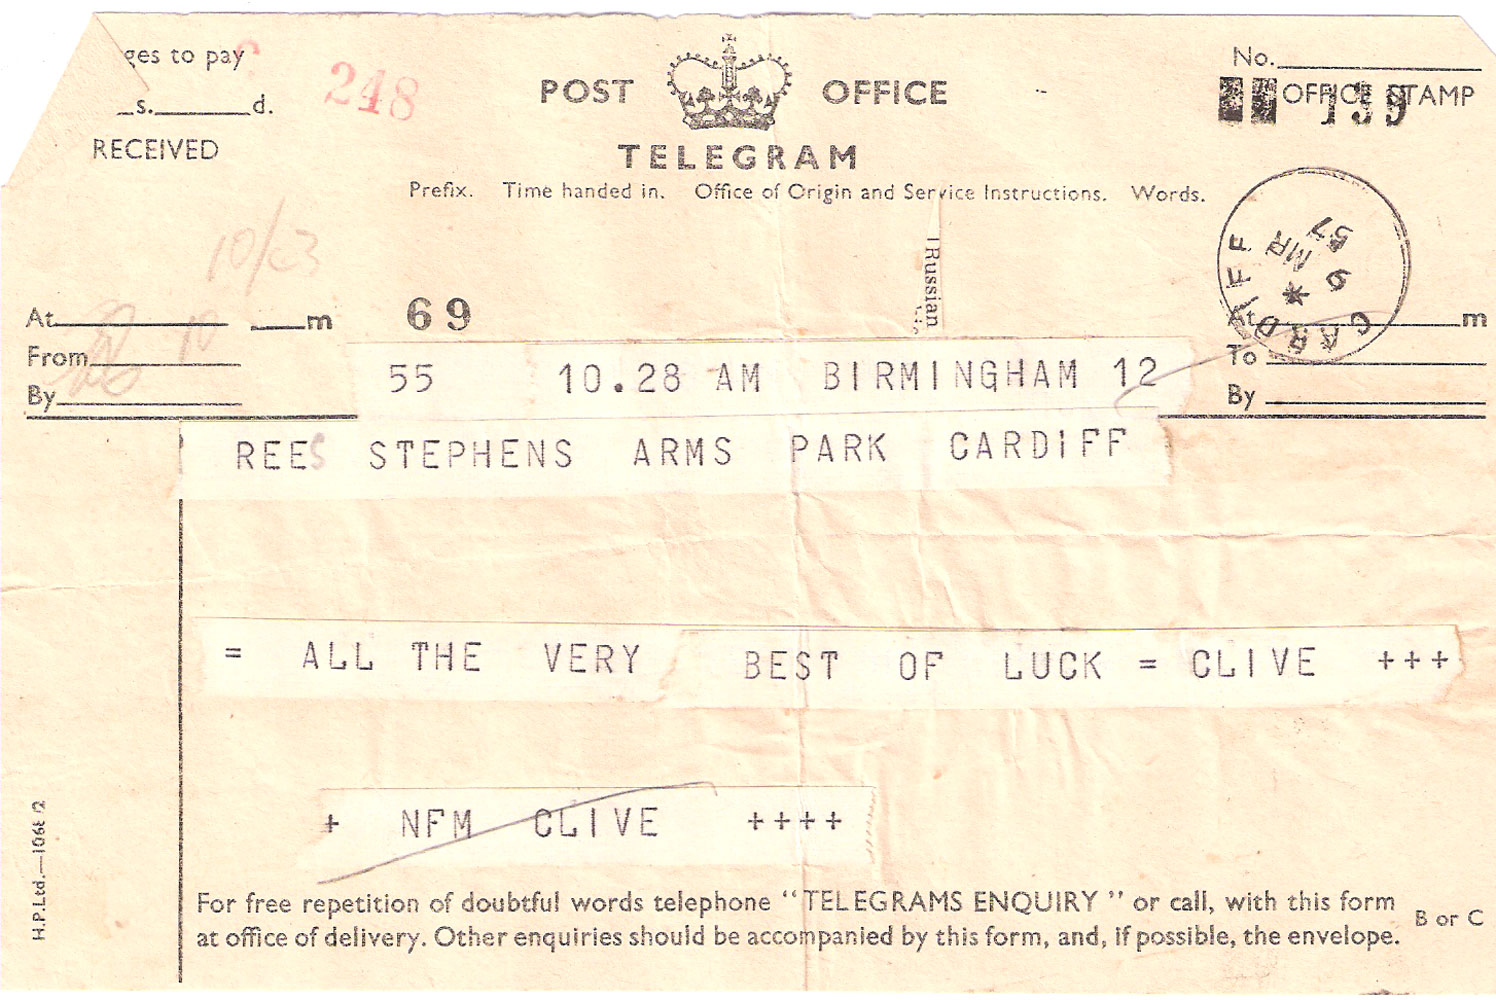 ges to pay
248
No.
s. d.
POST OFFICE
OFFICE STAMP
139
RECEIVED
TELEGRAM
Prefix. Time handed in. Office of Origin and Service Instructions. Words.
CARDIFF
9 MR
57
Russian
10/23
At m
69
At m
From
10
To
By
55 10.28 AM BIRMINGHAM 12
By
REES STEPHENS ARMS PARK CARDIFF
= ALL THE VERY BEST OF LUCK = CLIVE +++
+ NFM CLIVE ++++
For free repetition of doubtful words telephone “TELEGRAMS ENQUIRY” or call, with this form
at office of delivery. Other enquiries should be accompanied by this form, and, if possible, the envelope.
B or C
H.P.Ltd.